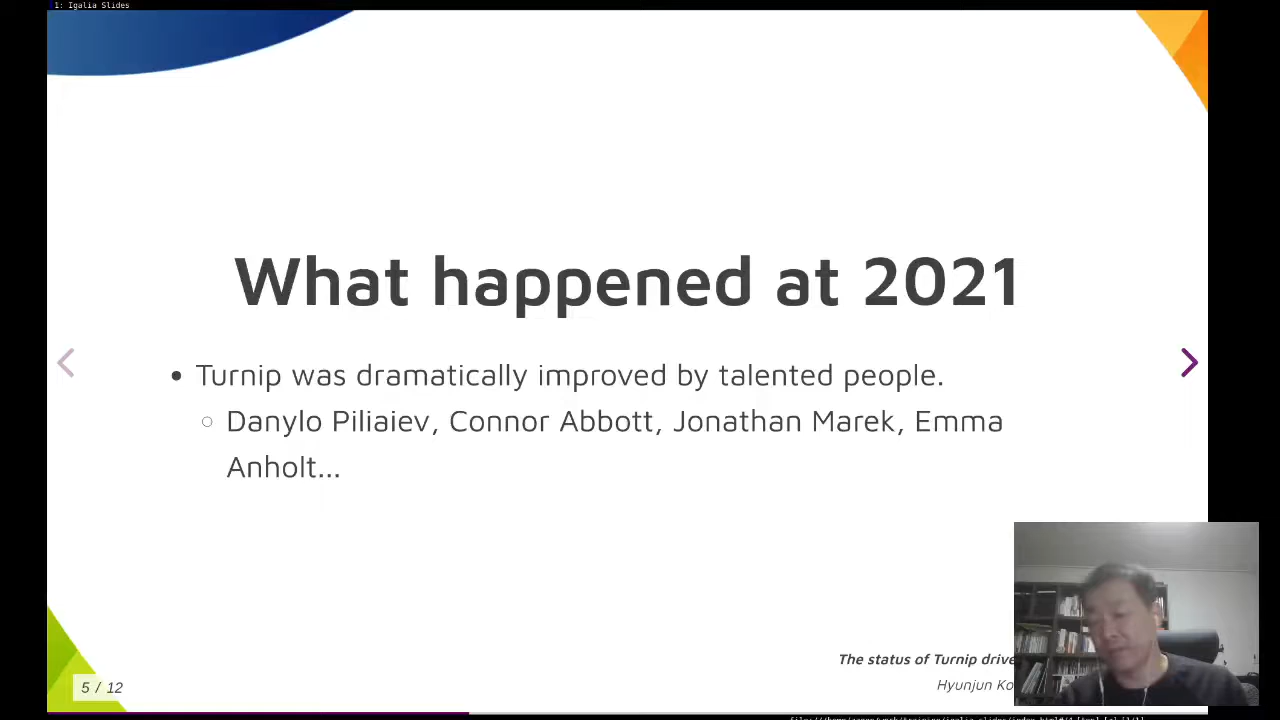 1: Igalia Slides
What happened at 2021
Turnip was dramatically improved by talented people.
Danylo Piliaiev, Connor Abbott, Jonathan Marek, Emma
Anholt...
The status of Turnip drive
Hyunjun Ko
5 / 12